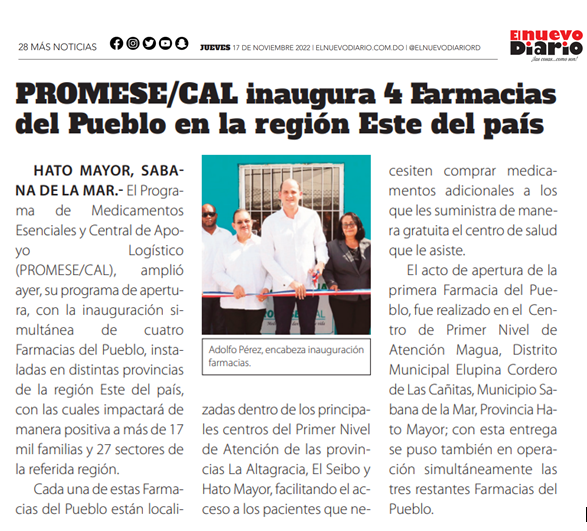 28 MÁS NOTICIAS
JUEVES 17 DE NOVIEMBRE 2022 | ELNUEVODIARIO.COM.DO | @ELNUEVODIARIORD
El nuevo
Diario
¡las cosas...como son!
PROMESE/CAL inaugura 4 Farmacias
del Pueblo en la región Este del país
HATO MAYOR, SABA-
NA DE LA MAR.- El Progra-
ma de Medicamentos
Esenciales y Central de Apo-
yo Logístico
(PROMESE/CAL), amplió
ayer, su programa de apertu-
ra, con la inauguración si-
multánea de cuatro
Farmacias del Pueblo, insta-
ladas en distintas provincias
de la región Este del país,
con las cuales impactará de
manera positiva a más de 17
mil familias y 27 sectores de
la referida región.
Cada una de estas Farma-
cias del Pueblo están locali-
Adolfo Pérez, encabeza inauguración
farmacias.
zadas dentro de los principa-
les centros del Primer Nivel
de Atención de las provin-
cias La Altagracia, El Seibo y
Hato Mayor, facilitando el ac-
ceso a los pacientes que ne-
cesiten comprar medica-
mentos adicionales a los
que les suministra de mane-
ra gratuita el centro de salud
que le asiste.
El acto de apertura de la
primera Farmacia del Pue-
blo, fue realizado en el Cen-
tro de Primer Nivel de
Atención Magua, Distrito
Municipal Elupina Cordero
de Las Cañitas, Municipio Sa-
bana de la Mar, Provincia Ha-
to Mayor; con esta entrega
se puso también en opera-
ción simultáneamente las
tres restantes Farmacias del
Pueblo.